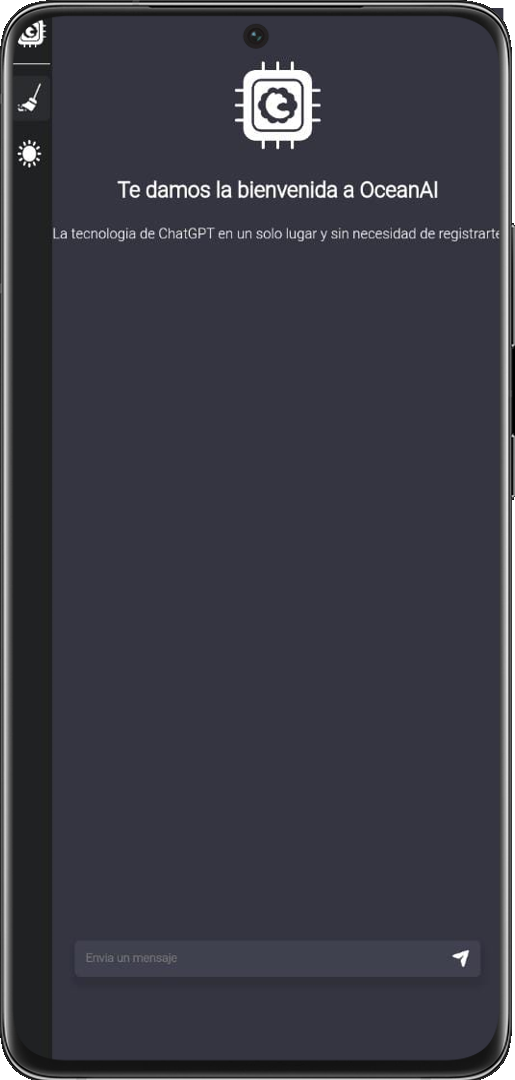 Te damos la bienvenida a OceanAI
La tecnologia de ChatGPT en un solo lugar y sin necesidad de registrarte
Envia un mensaje